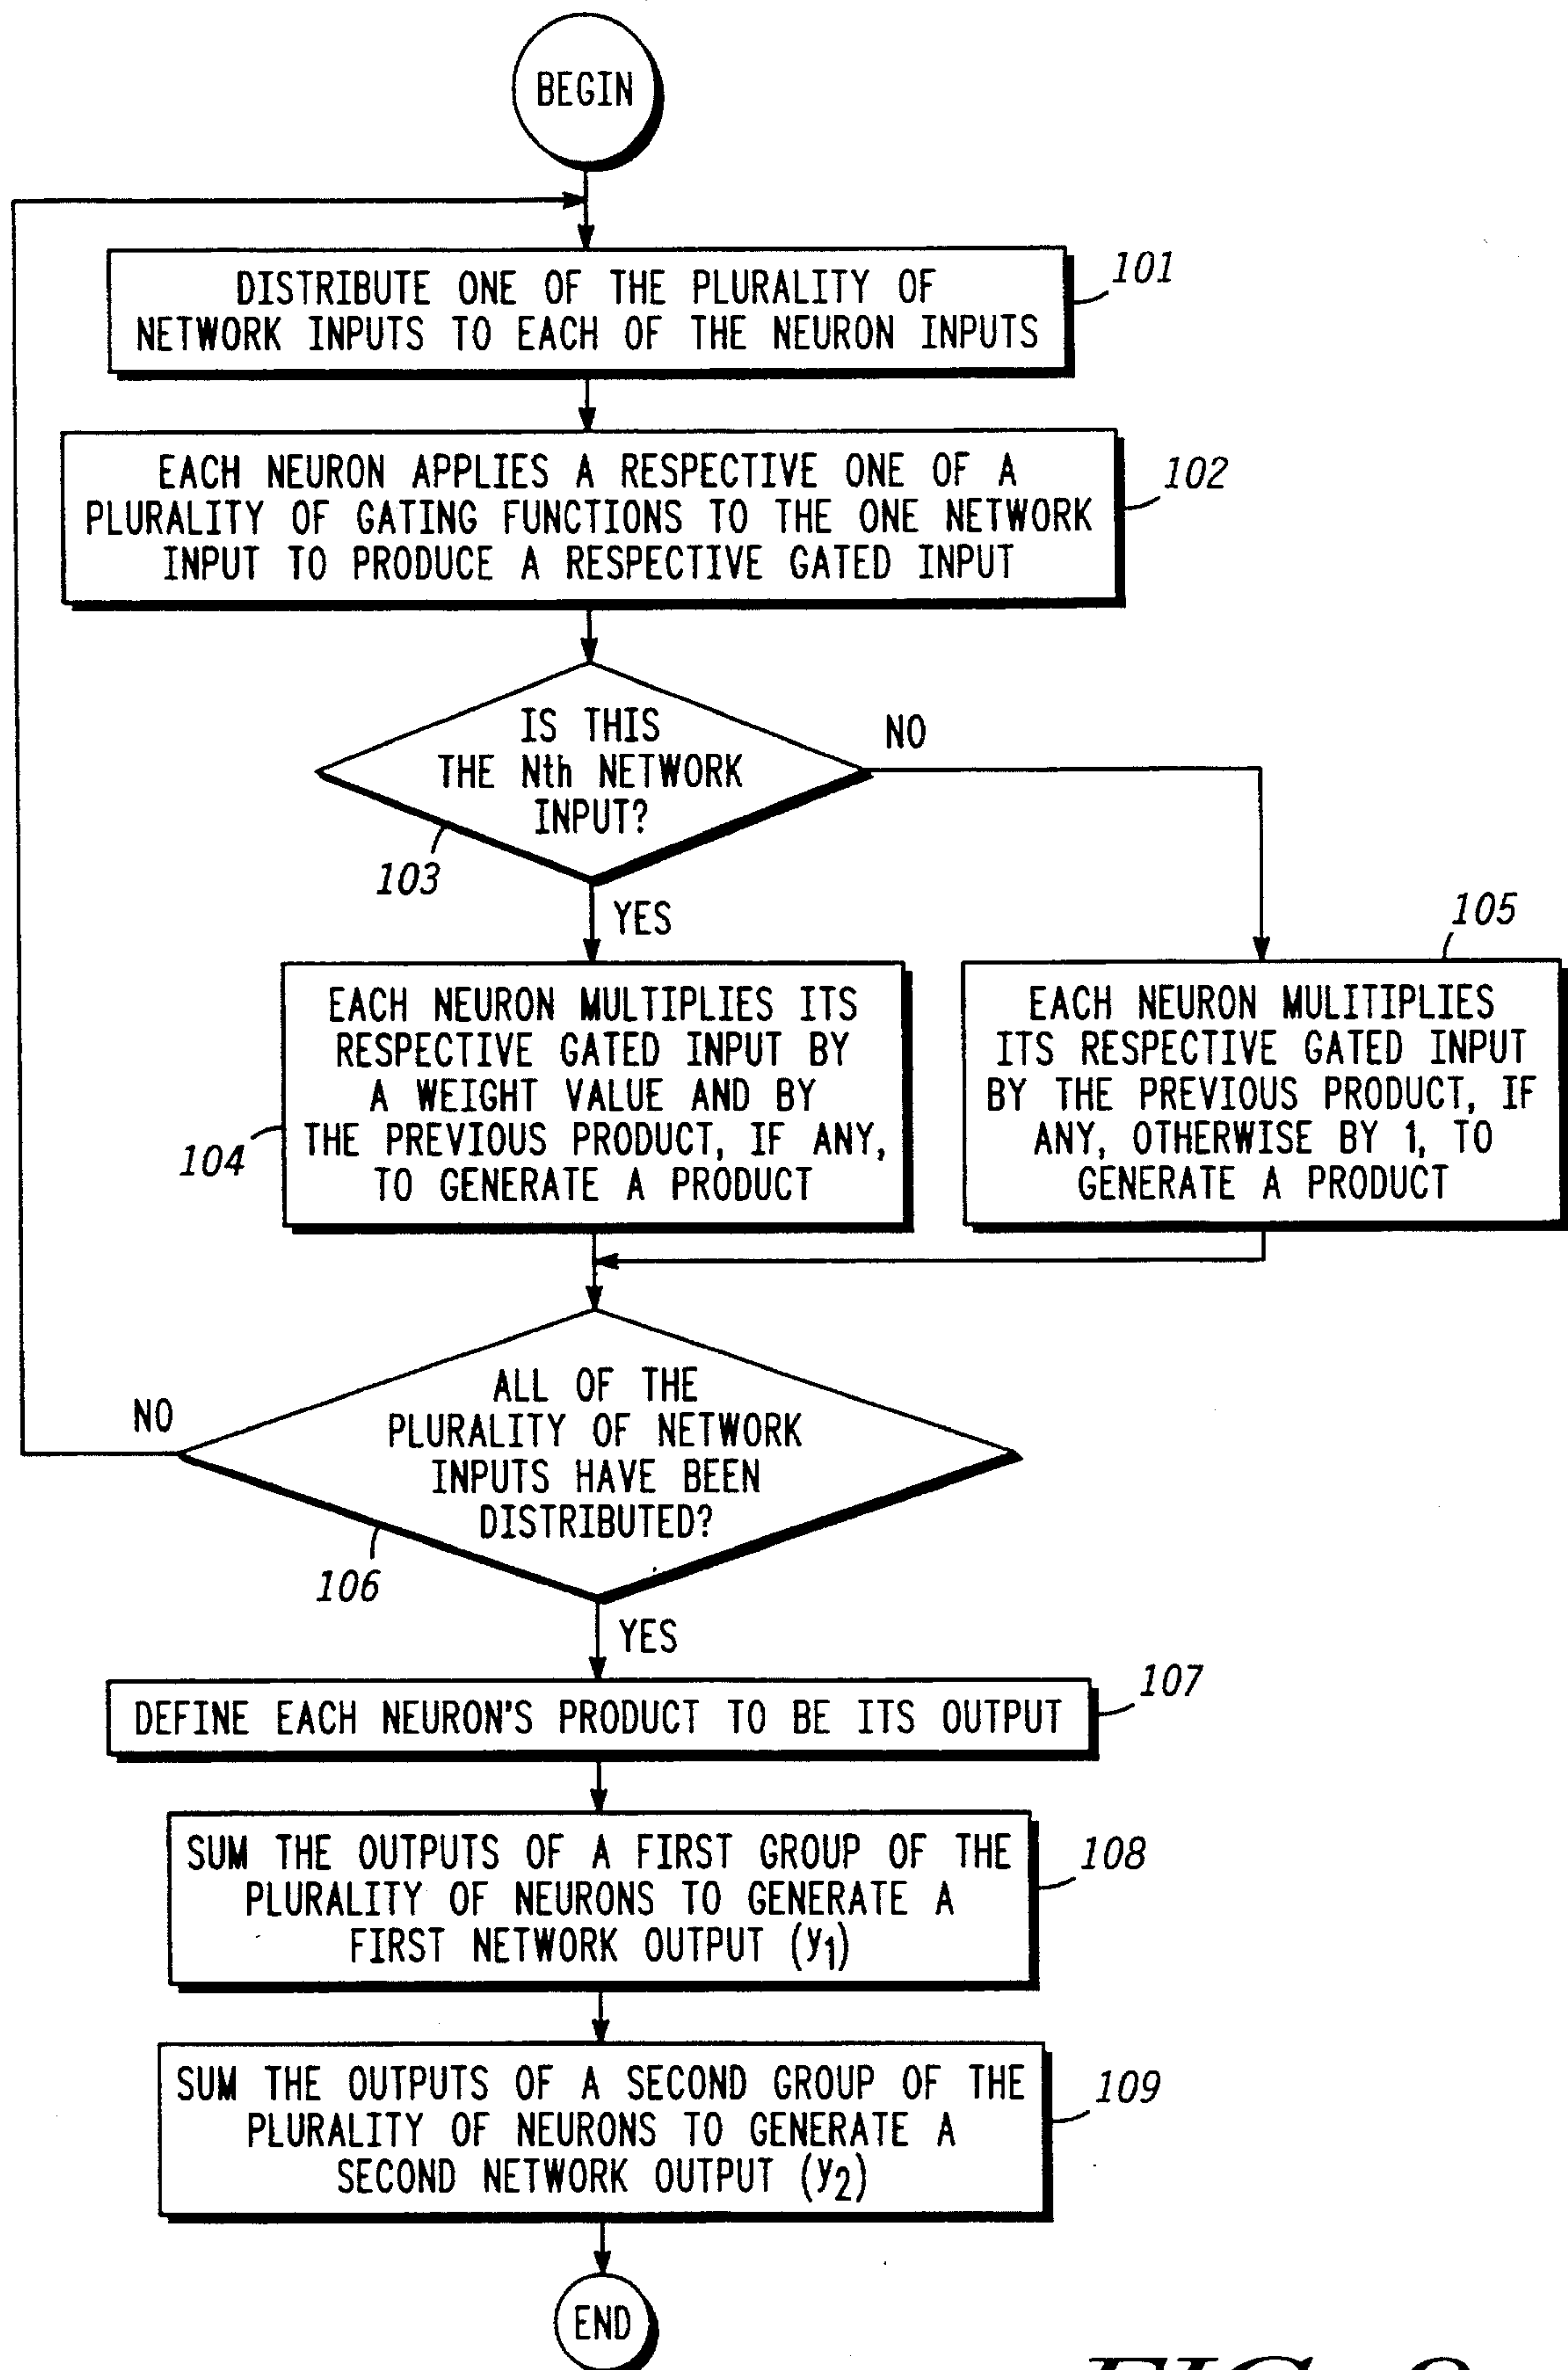 BEGIN
DISTRIBUTE ONE OF THE PLURALITY OF
NETWORK INPUTS TO EACH OF THE NEURON INPUTS
101
EACH NEURON APPLIES A RESPECTIVE ONE OF A
PLURALITY OF GATING FUNCTIONS TO THE ONE NETWORK
INPUT TO PRODUCE A RESPECTIVE GATED INPUT
102
IS THIS
THE Nth NETWORK
INPUT?
NO
103
YES
105
EACH NEURON MULTIPLIES ITS
RESPECTIVE GATED INPUT BY
A WEIGHT VALUE AND BY
THE PREVIOUS PRODUCT, IF ANY,
TO GENERATE A PRODUCT
104
EACH NEURON MULITIPLIES
ITS RESPECTIVE GATED INPUT
BY THE PREVIOUS PRODUCT, IF
ANY, OTHERWISE BY 1, TO
GENERATE A PRODUCT
ALL OF THE
PLURALITY OF NETWORK
INPUTS HAVE BEEN
DISTRIBUTED?
NO
106
YES
DEFINE EACH NEURON'S PRODUCT TO BE ITS OUTPUT
107
SUM THE OUTPUTS OF A FIRST GROUP OF THE
PLURALITY OF NEURONS TO GENERATE A
FIRST NETWORK OUTPUT (y1)
108
SUM THE OUTPUTS OF A SECOND GROUP OF THE
PLURALITY OF NEURONS TO GENERATE A
SECOND NETWORK OUTPUT (y2)
109
END